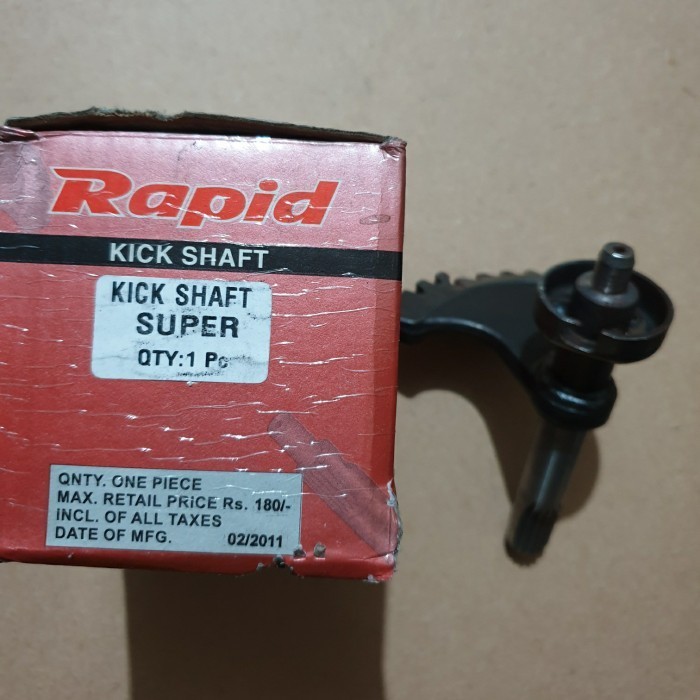 Rapid
KICK SHAFT
KICK SHAFT
SUPER
QTY:1 Pc
QNTY. ONE PIECE
MAX. RETAIL PRICE Rs. 180/-
INCL. OF ALL TAXES
DATE OF MFG. 02/2011